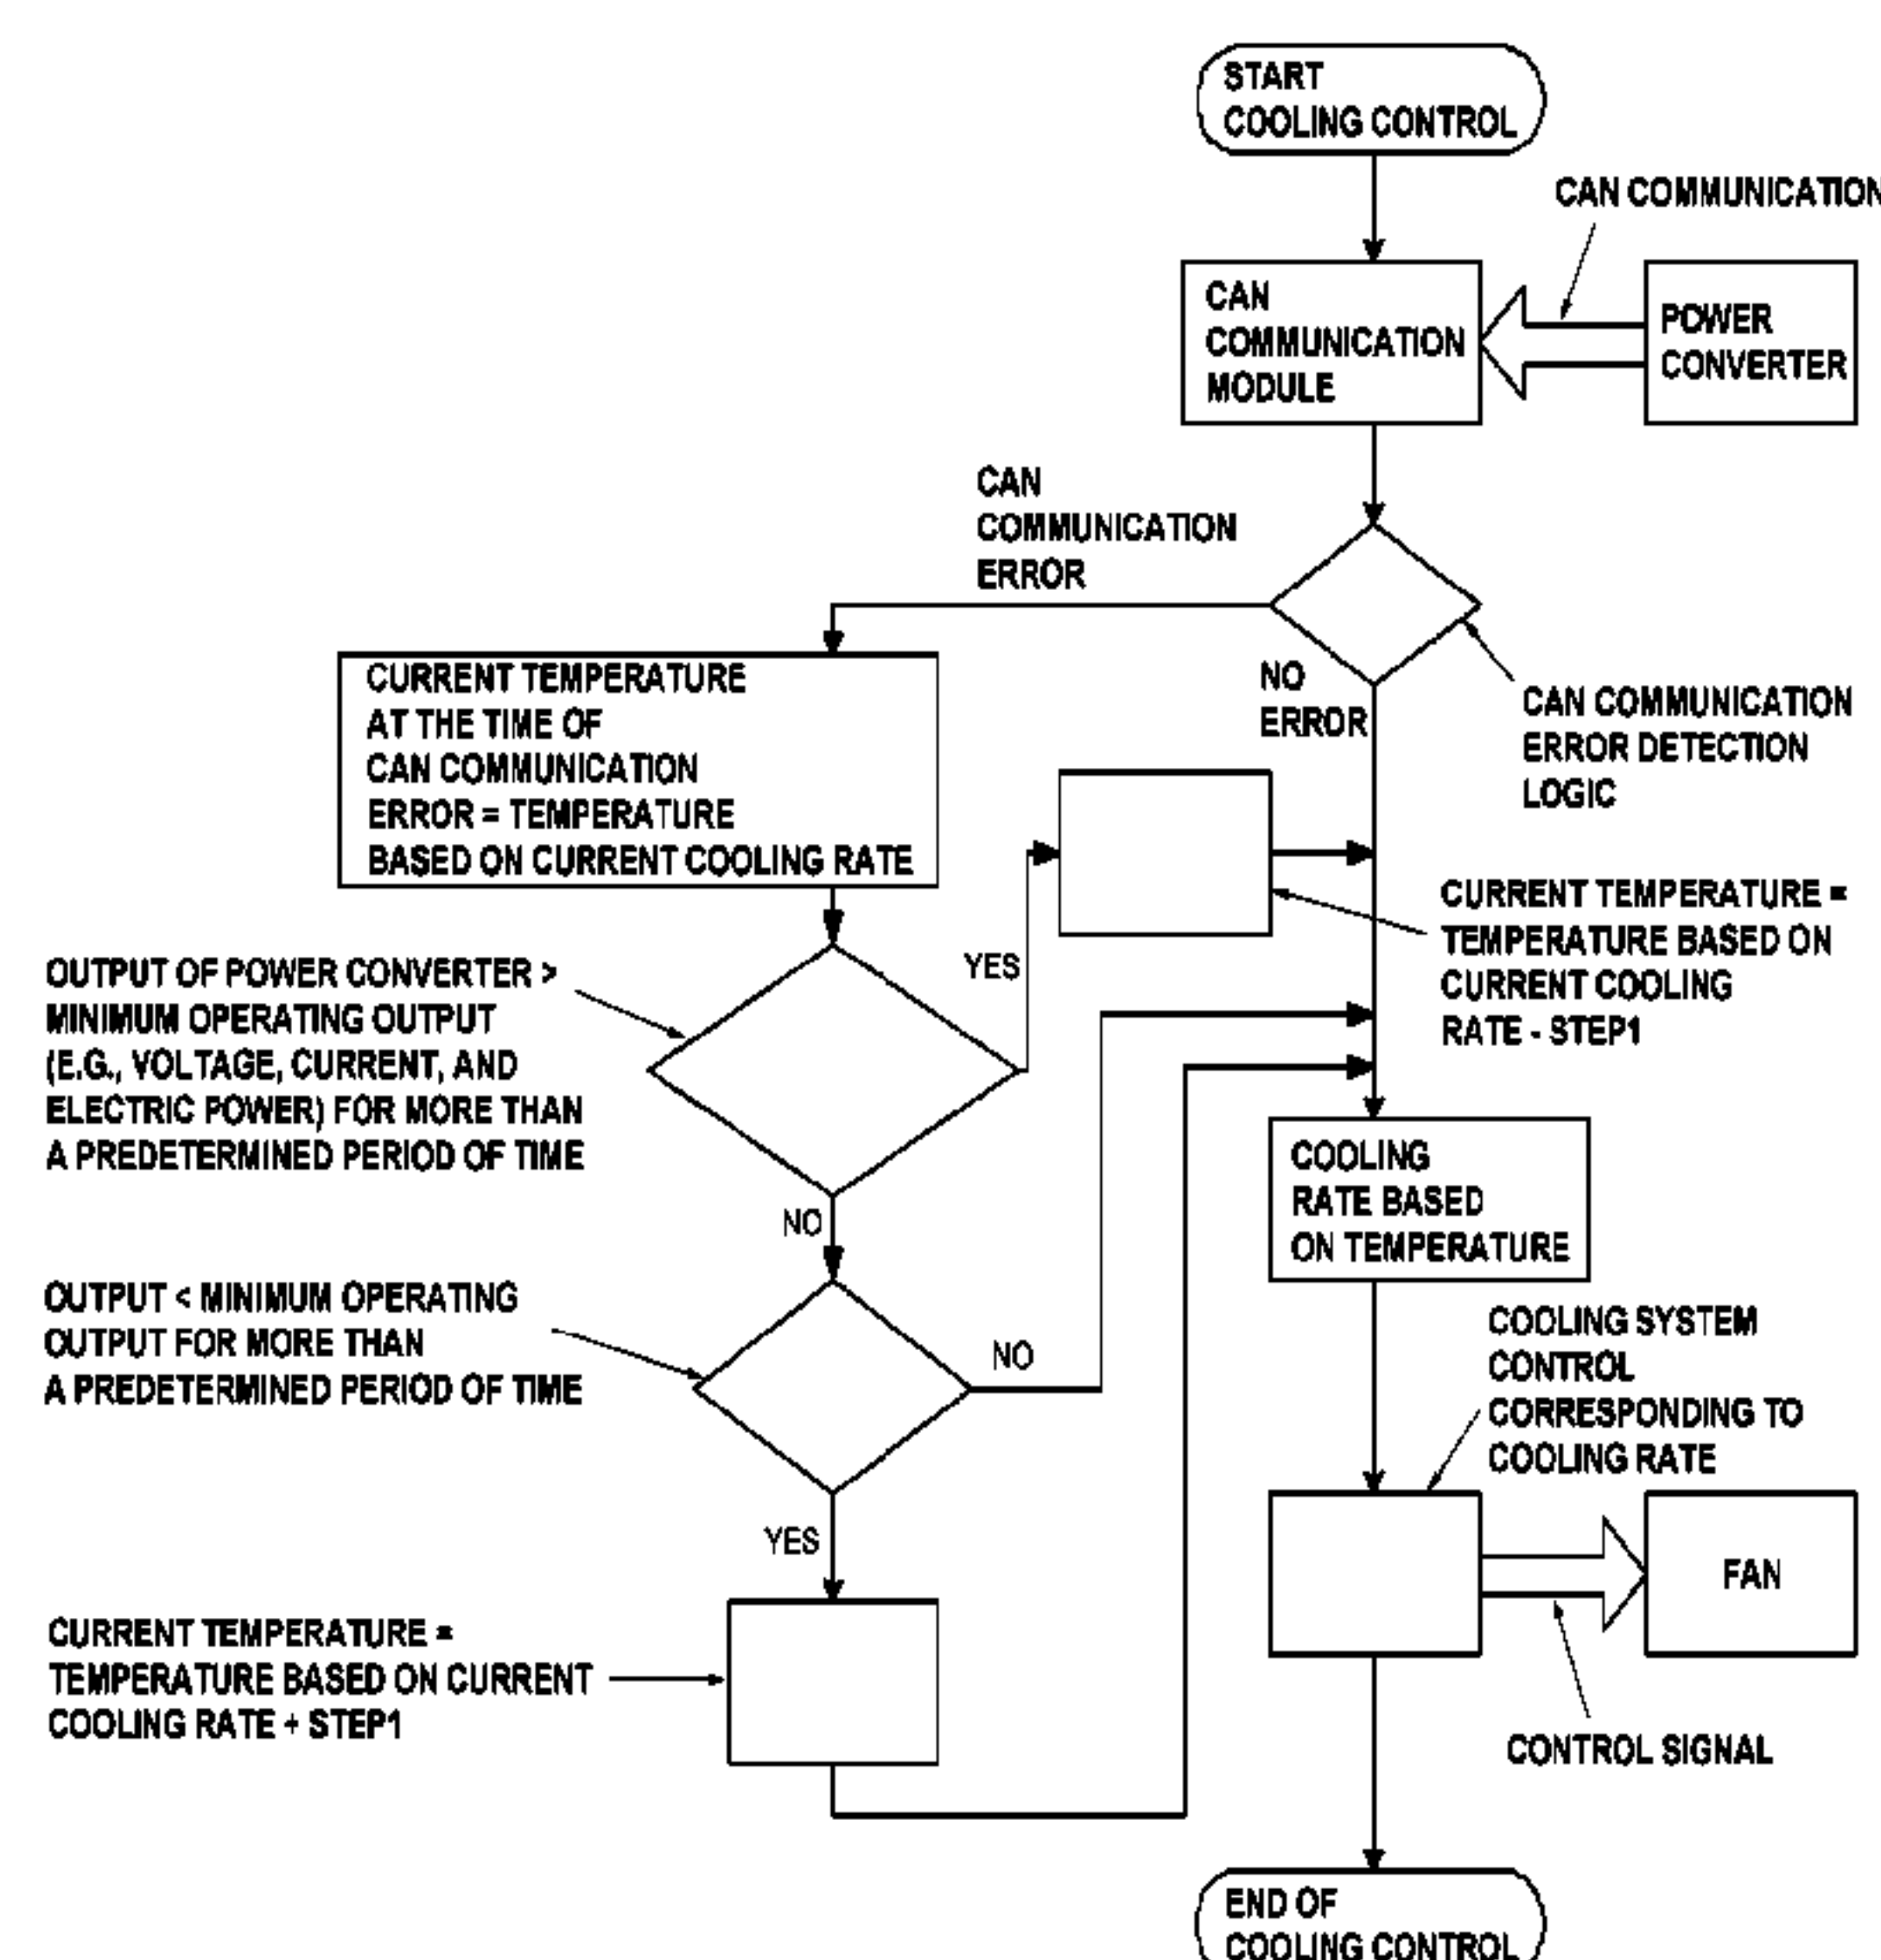 START
COOLING CONTROL
CAN COMMUNICATION
CAN
COMMUNICATION
MODULE
POWER
CONVERTER
CAN
COMMUNICATION
ERROR
NO
ERROR
CAN COMMUNICATION
ERROR DETECTION
LOGIC
CURRENT TEMPERATURE
AT THE TIME OF
CAN COMMUNICATION
ERROR = TEMPERATURE
BASED ON CURRENT COOLING RATE
CURRENT TEMPERATURE =
TEMPERATURE BASED ON
CURRENT COOLING
RATE - STEP1
OUTPUT OF POWER CONVERTER >
MINIMUM OPERATING OUTPUT
(E.G., VOLTAGE, CURRENT, AND
ELECTRIC POWER) FOR MORE THAN
A PREDETERMINED PERIOD OF TIME
YES
NO
COOLING
RATE BASED
ON TEMPERATURE
OUTPUT < MINIMUM OPERATING
OUTPUT FOR MORE THAN
A PREDETERMINED PERIOD OF TIME
NO
YES
COOLING SYSTEM
CONTROL
CORRESPONDING TO
COOLING RATE
FAN
CURRENT TEMPERATURE =
TEMPERATURE BASED ON CURRENT
COOLING RATE + STEP1
CONTROL SIGNAL
END OF
COOLING CONTROL